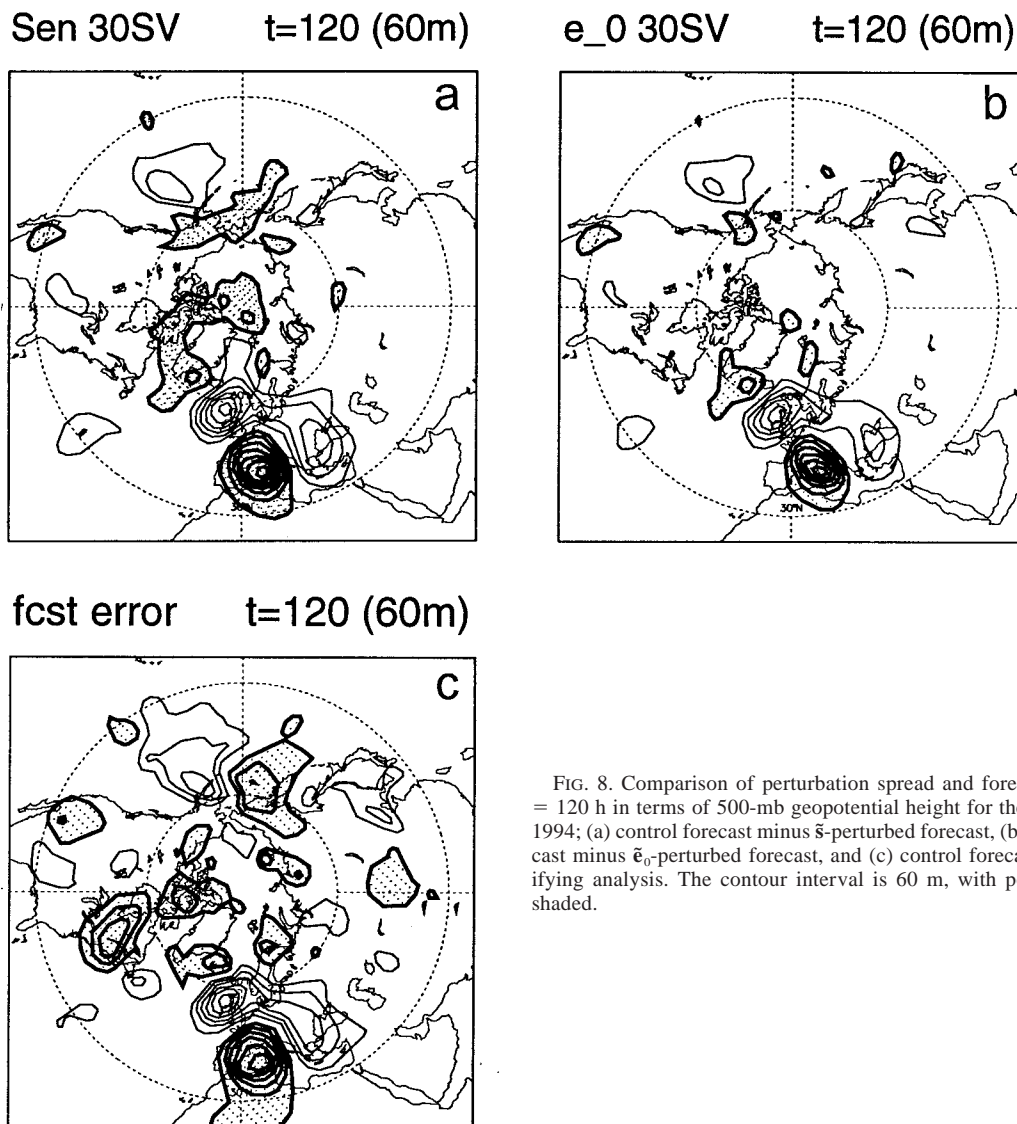 Sen 30SV t=120 (60m)
e_0 30SV t=120 (60m)
a
b
30°N
fcst error t=120 (60m)
c
FIG. 8. Comparison of perturbation spread and fore
= 120 h in terms of 500-mb geopotential height for the
1994; (a) control forecast minus s̃-perturbed forecast, (b
cast minus ẽ₀-perturbed forecast, and (c) control foreca
ifying analysis. The contour interval is 60 m, with p
shaded.